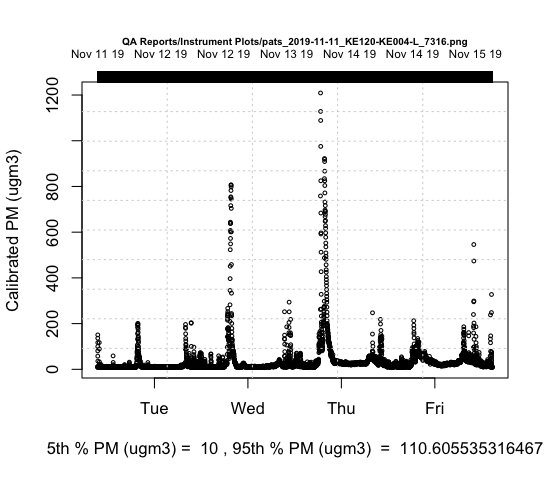 QA Reports/Instrument Plots/pats_2019-11-11_KE120-KE004-L_7316.png
Nov 11 19 Nov 12 19 Nov 12 19 Nov 13 19 Nov 14 19 Nov 14 19 Nov 15 19
Calibrated PM (ugm3)
1200
800
600
400
200
0
Tue Wed Thu Fri
5th % PM (ugm3) = 10 , 95th % PM (ugm3) = 110.605535316467